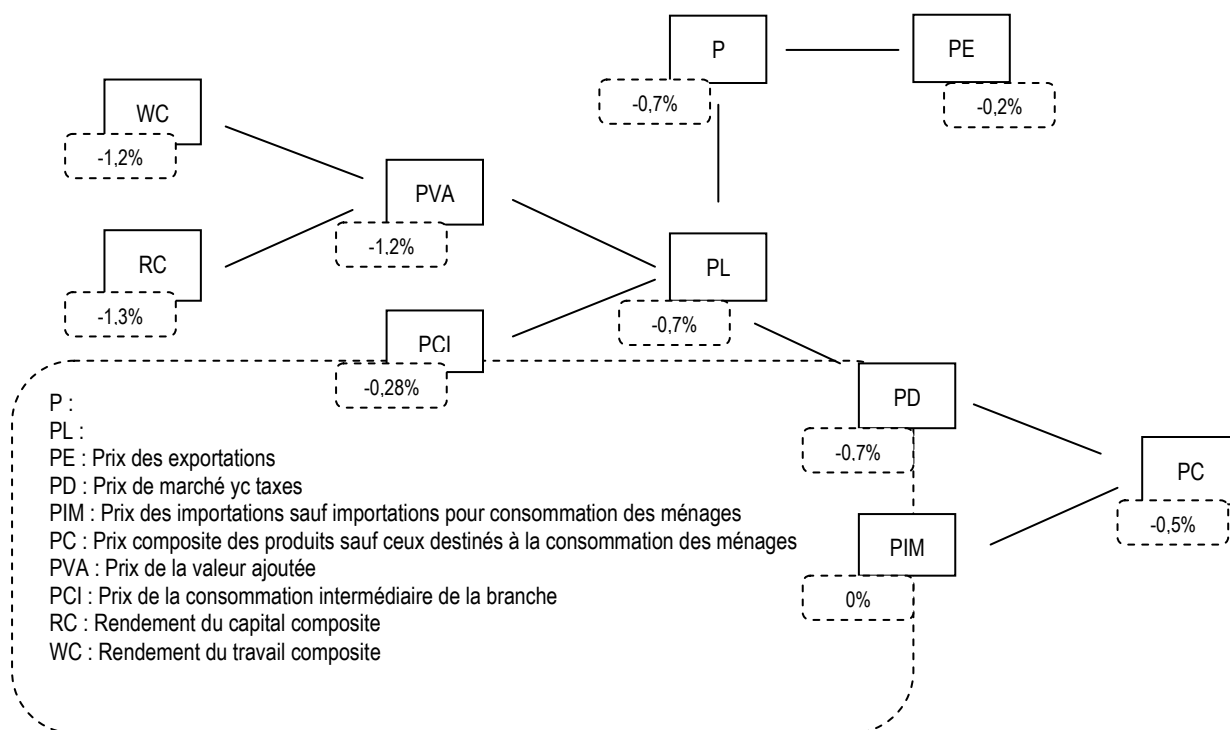 P
PE
-0,7%
-0,2%
WC
-1,2%
PVA
-1,2%
RC
-1,3%
PL
-0,7%
PCI
-0,28%
PD
-0,7%
PC
-0,5%
PIM
0%
P :
PL :
PE : Prix des exportations
PD : Prix de marché yc taxes
PIM : Prix des importations sauf importations pour consommation des ménages
PC : Prix composite des produits sauf ceux destinés à la consommation des ménages
PVA : Prix de la valeur ajoutée
PCI : Prix de la consommation intermédiaire de la branche
RC : Rendement du capital composite
WC : Rendement du travail composite